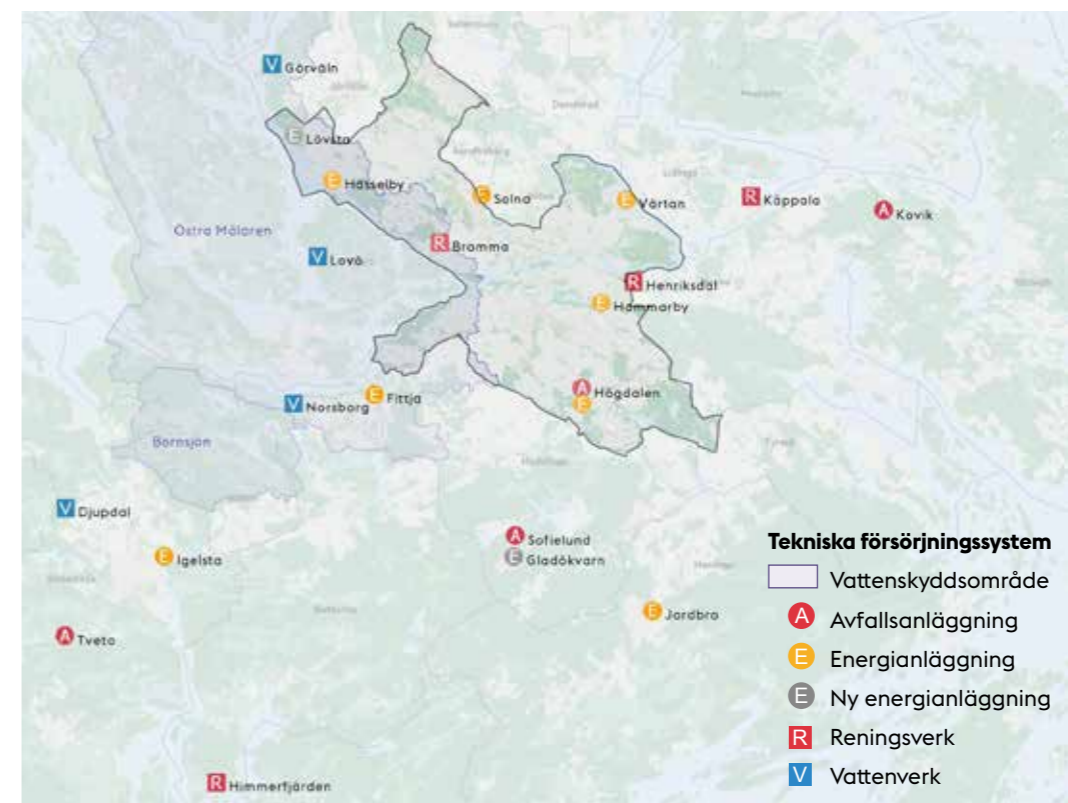 V Görväln
E Lövsta
E Hässelby
E Solna
E Värtan
R Käppala
A Kovik
Östra Mälaren
V Lovö
R Bromma
R Henriksdal
E Hammarby
A Högdalen
E
E Fittja
V Norsborg
Bornsjön
V Djupdal
E Igelsta
A Sofielund
E Gladökvarn
E Jordbro
A Tveta
R Himmerfjärden
Tekniska försörjningssystem
Vattenskyddsområde
A Avfallsanläggning
E Energianläggning
E Ny energianläggning
R Reningsverk
V Vattenverk